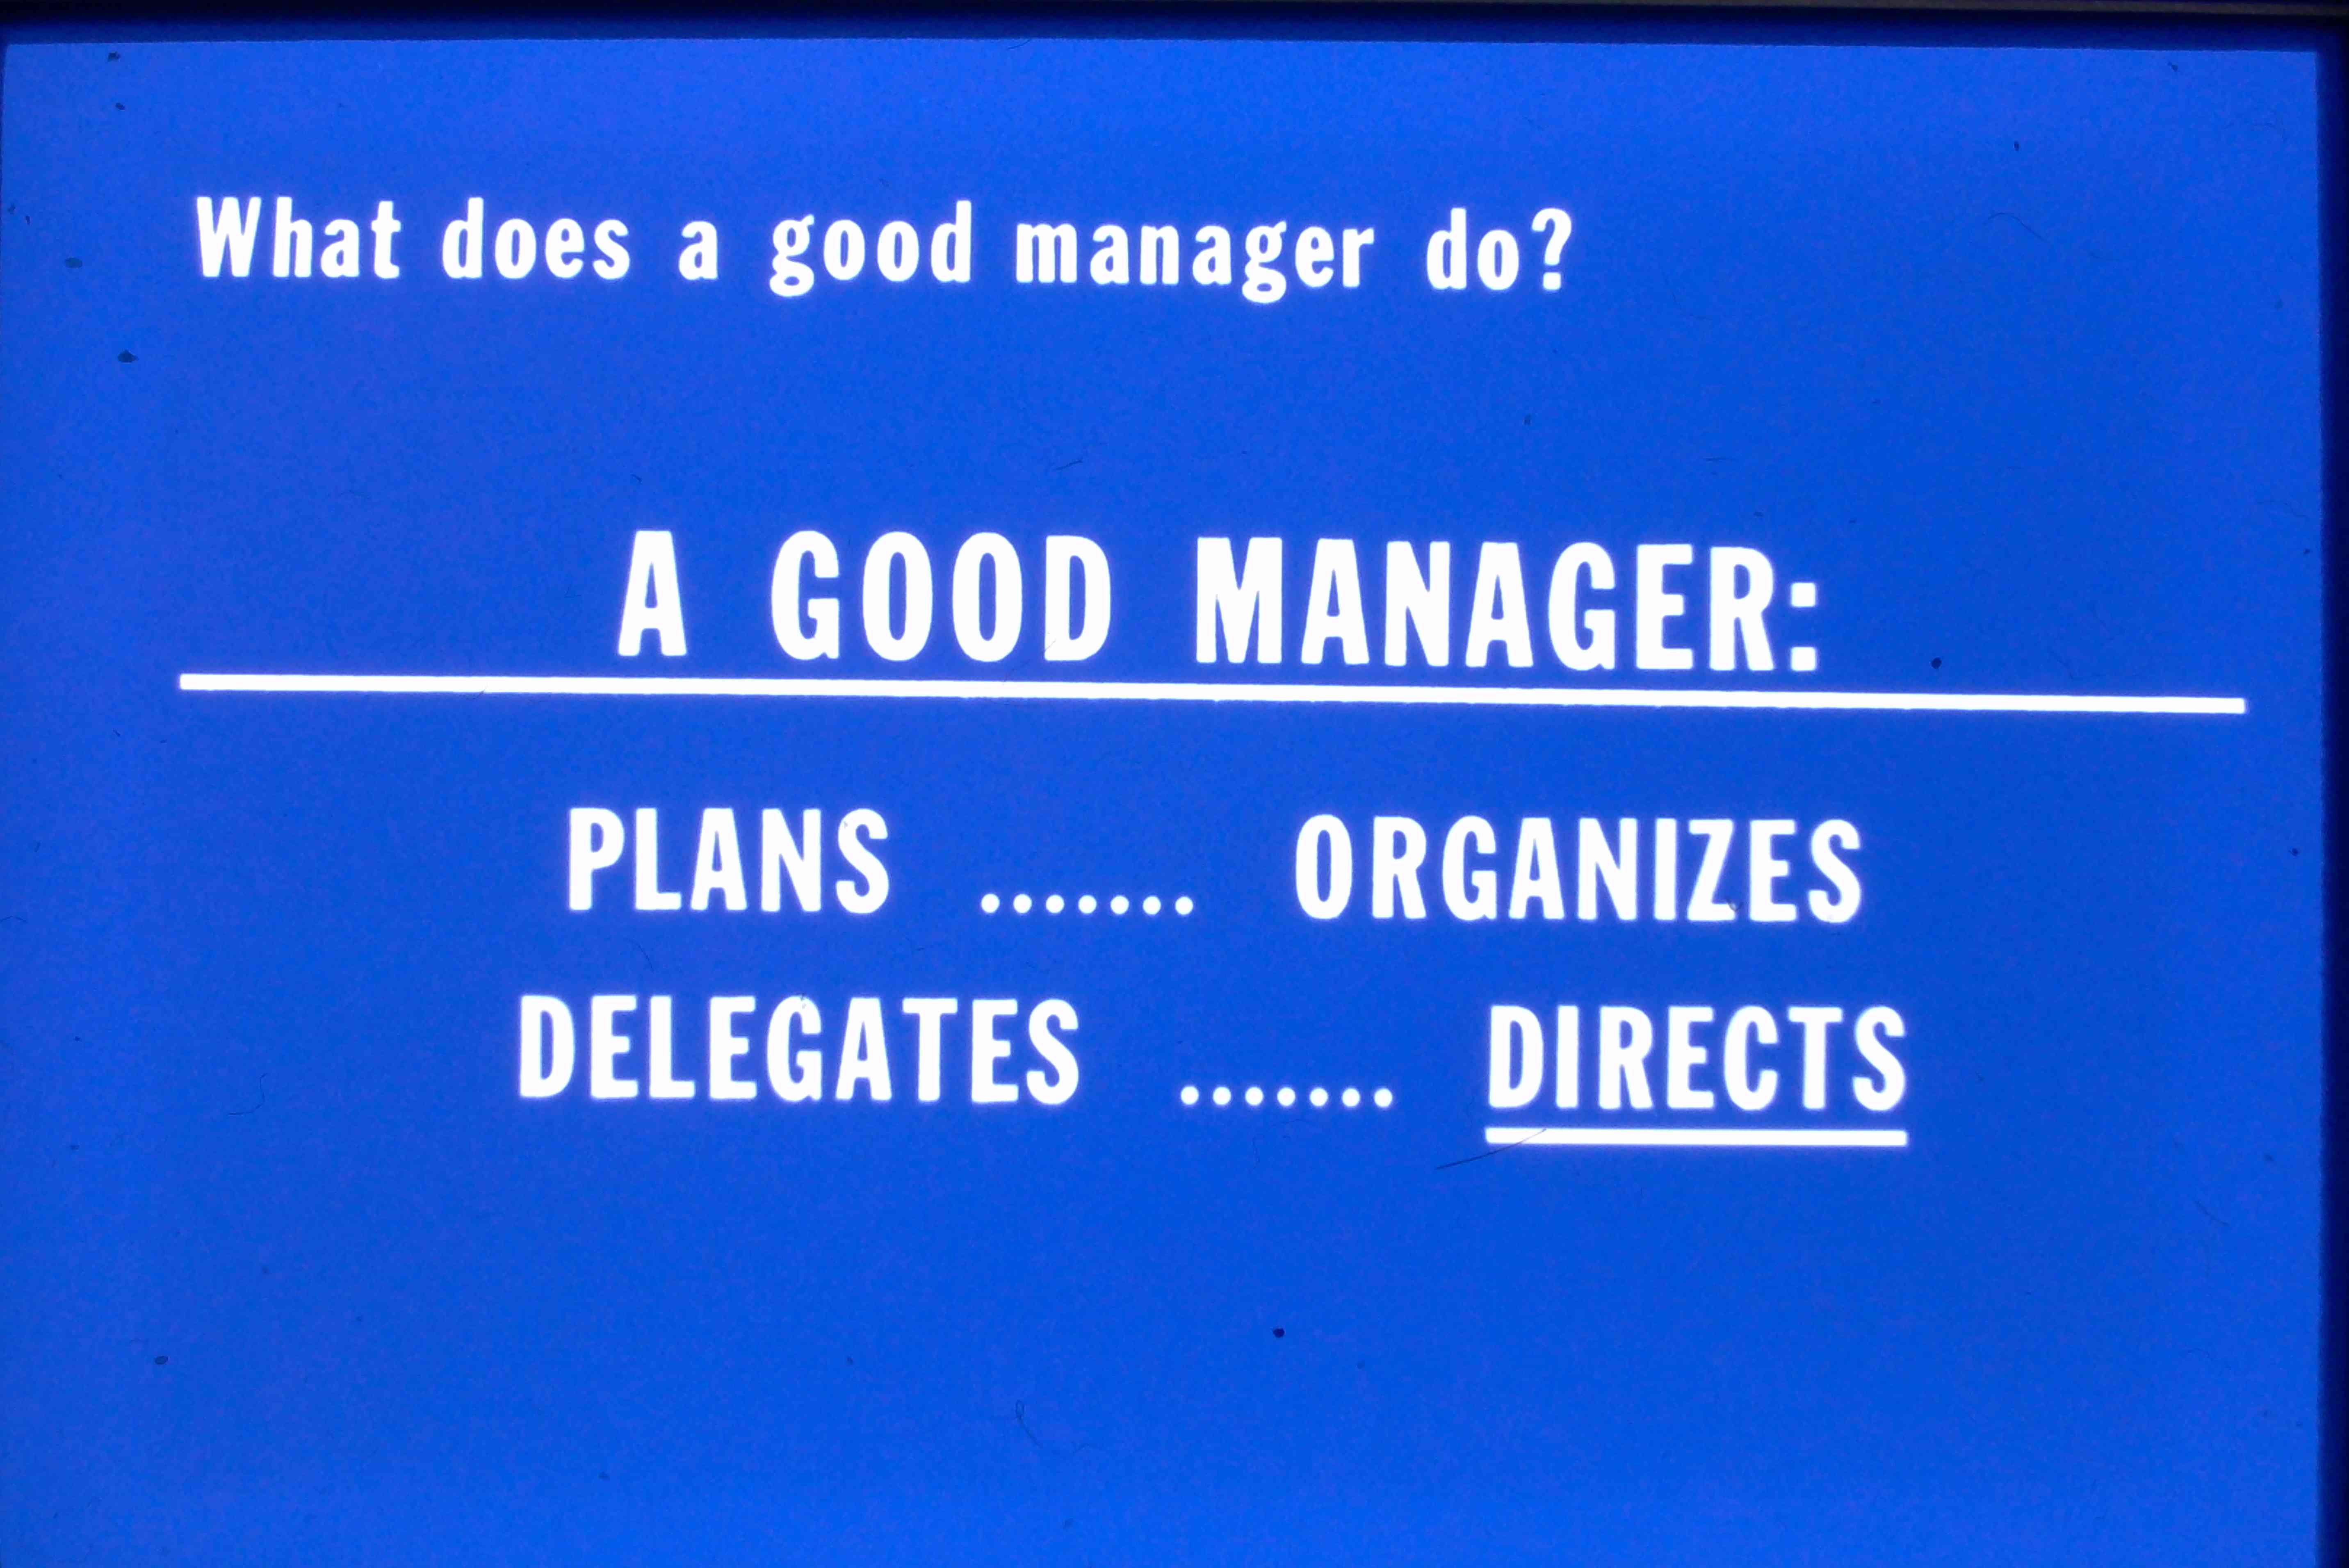 What does a good manager do?
A GOOD MANAGER:
PLANS ....... ORGANIZES
DELEGATES ....... DIRECTS